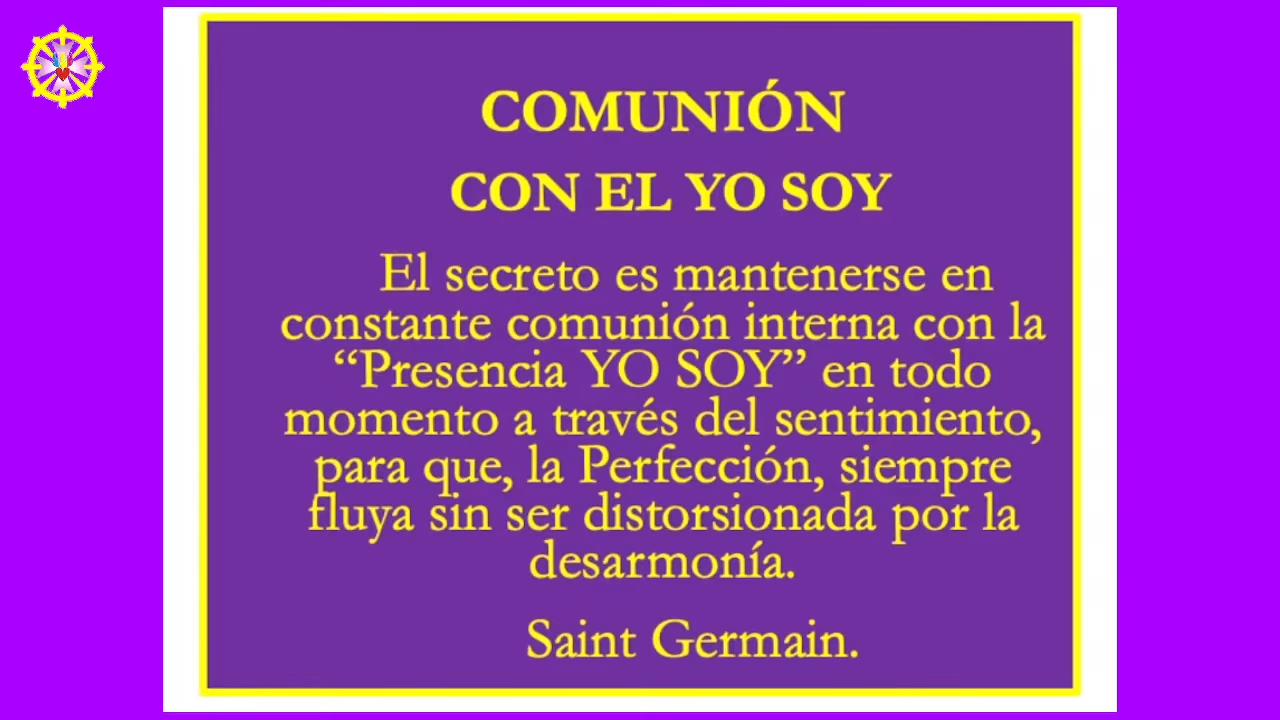 COMUNIÓN
CON EL YO SOY
El secreto es mantenerse en
constante comunión interna con la
“Presencia YO SOY” en todo
momento a través del sentimiento,
para que, la Perfección, siempre
fluya sin ser distorsionada por la
desarmonía.
Saint Germain.